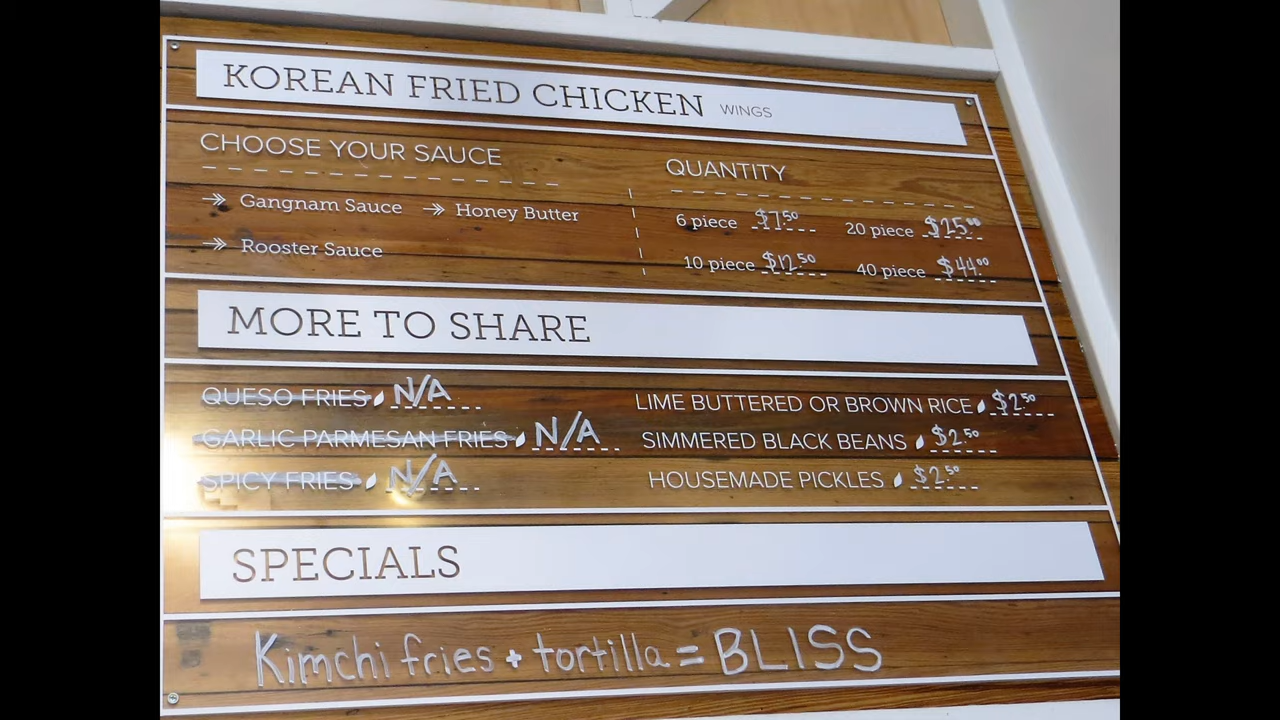 KOREAN FRIED CHICKEN WINGS
CHOOSE YOUR SAUCE
Gangnam Sauce
Honey Butter
Rooster Sauce
QUANTITY
6 piece $7.50
20 piece $25.00
10 piece $12.50
40 piece $44.00
MORE TO SHARE
QUESO FRIES N/A
GARLIC PARMESAN FRIES N/A
SPICY FRIES N/A
LIME BUTTERED OR BROWN RICE $2.50
SIMMERED BLACK BEANS $2.50
HOUSEMADE PICKLES $2.50
SPECIALS
Kimchi fries + tortilla = BLISS